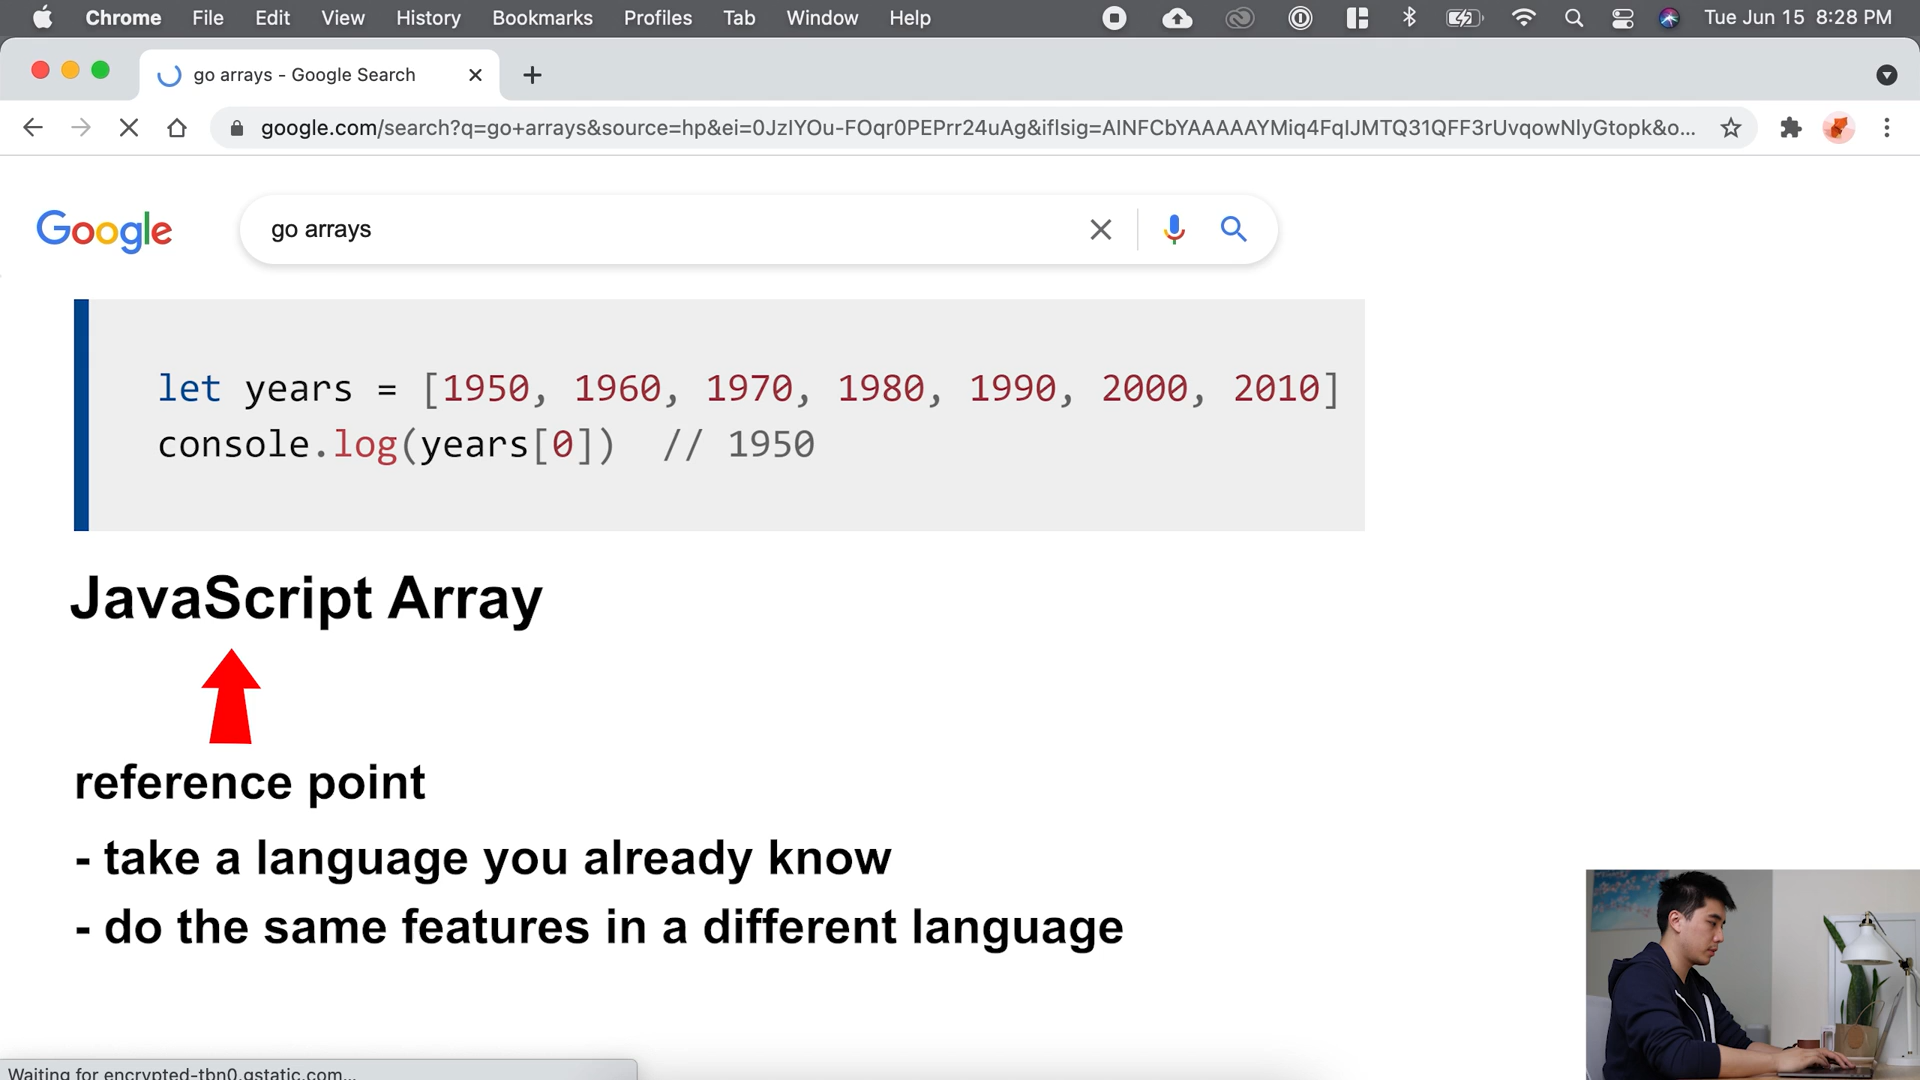 Chrome File Edit View History Bookmarks Profiles Tab Window Help Tue Jun 15 8:28 PM
go arrays - Google Search
google.com/search?q=go+arrays&source=hp&ei=0JzIYOu-FOqr0PEPrr24uAg&iflsig=AINFCbYAAAAAYMiq4FqIJMTQ31QFF3rUvqowNlyGtopk&o...
Google go arrays
let years = [1950, 1960, 1970, 1980, 1990, 2000, 2010]
console.log(years[0]) // 1950
JavaScript Array
reference point
- take a language you already know
- do the same features in a different language
Waiting for encrypted-tbn0.gstatic.com...